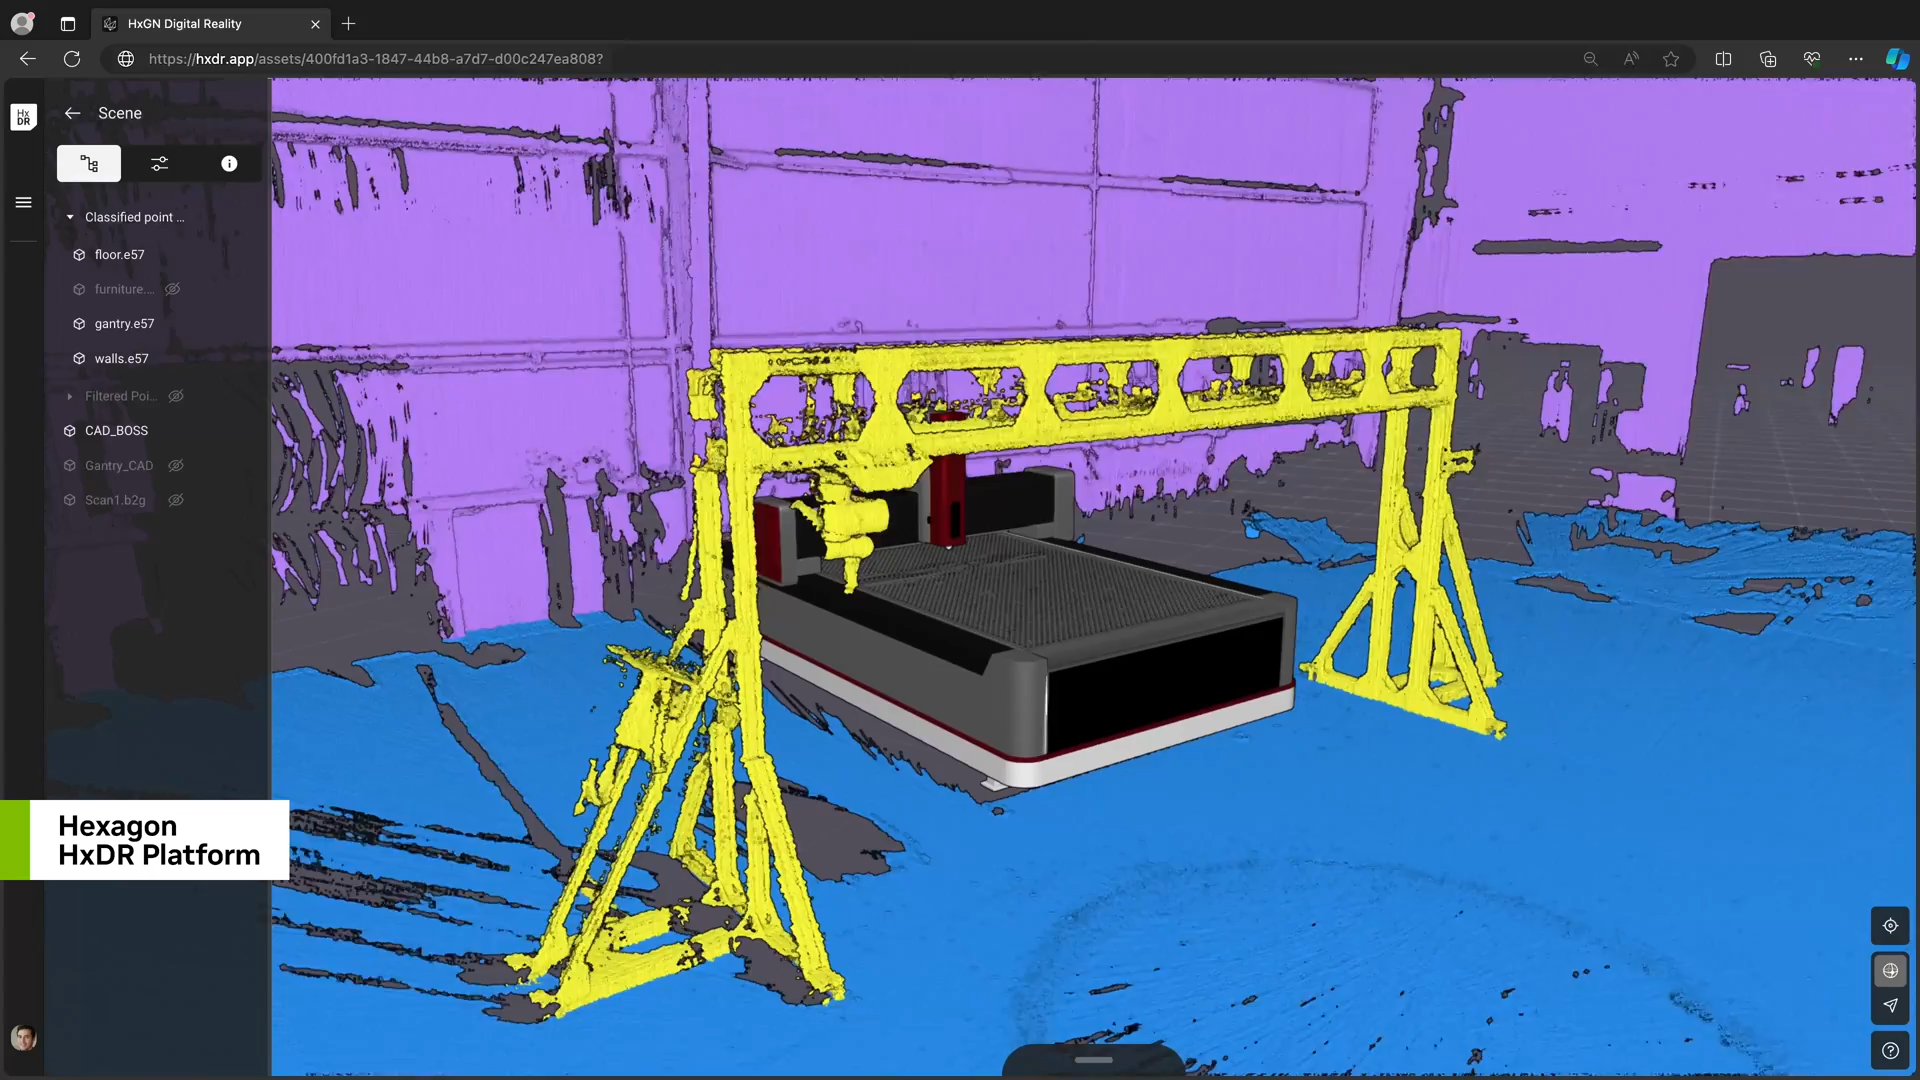 HxGN Digital Reality
https://hxdr.app/assets/400fd1a3-1847-44b8-a7d7-d00c247ea808?
Hx
DR
Scene
Classified point ...
floor.e57
furniture....
gantry.e57
walls.e57
Filtered Poi...
CAD_BOSS
Gantry_CAD
Scan1.b2g
Hexagon
HxDR Platform